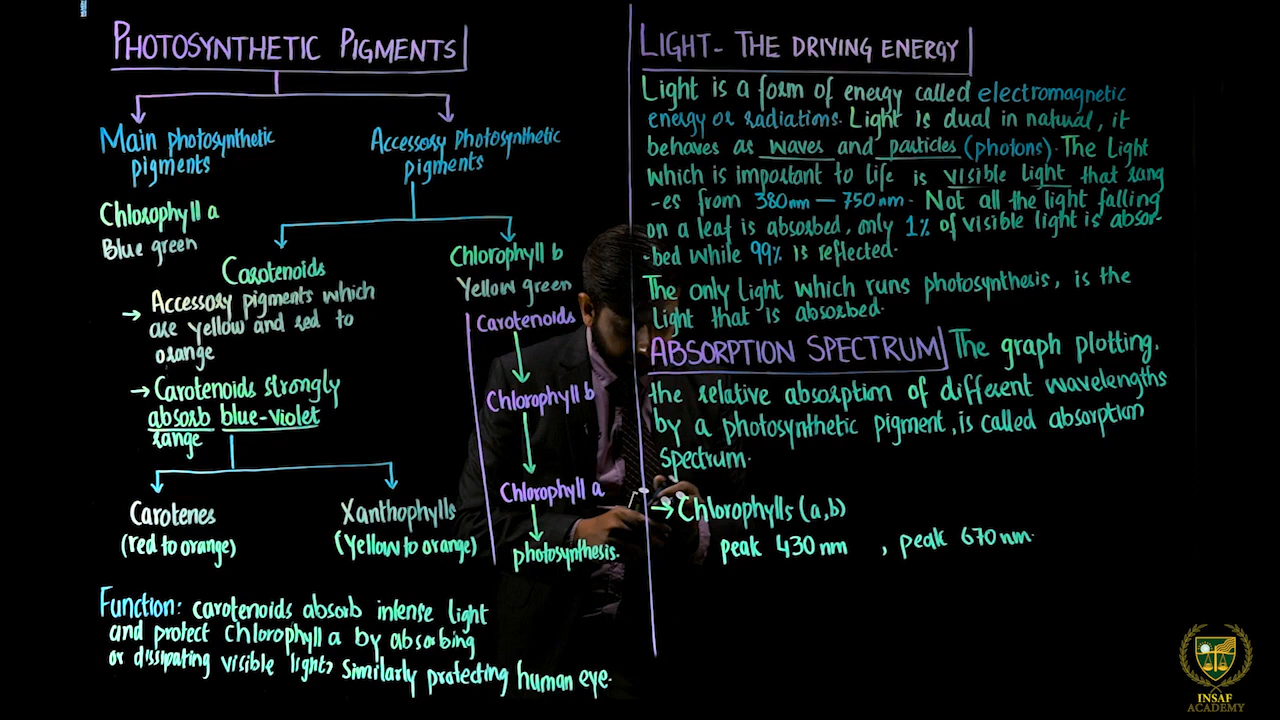 PHOTOSYNTHETIC PIGMENTS
Main photosynthetic
pigments
Accessory Photosynthetic
pigments
Chlorophyll a
Blue green
Carotenoids
→ Accessory pigments which
are yellow and red to
orange
→ Carotenoids strongly
absorb blue-violet
range
Carotenes
(red to orange)
Xanthophylls
(Yellow to orange)
Chlorophyll b
Yellow green
Carotenoids
Chlorophyll b
Chlorophyll a
photosynthesis.
Function: carotenoids absorb intense light
and protect chlorophyll a by absorbing
or dissipating visible light, similarly protecting human eye.
LIGHT- THE DRIVING ENERGY
Light is a form of energy called electromagnetic
energy or radiations. Light is dual in natural, it
behaves as waves and particles (photons). The Light
which is important to life is visible light that rang
-es from 380nm — 750nm. Not all the light falling
on a leaf is absorbed, only 1% of visible light is absor-
-bed while 99% is reflected.
The only light which runs photosynthesis, is the
light that is absorbed.
ABSORPTION SPECTRUM The graph plotting,
the relative absorption of different wavelengths
by a photosynthetic pigment, is called absorption
spectrum.
→ Chlorophylls (a,b)
peak 430nm , peak 670nm.
INSAF
ACADEMY